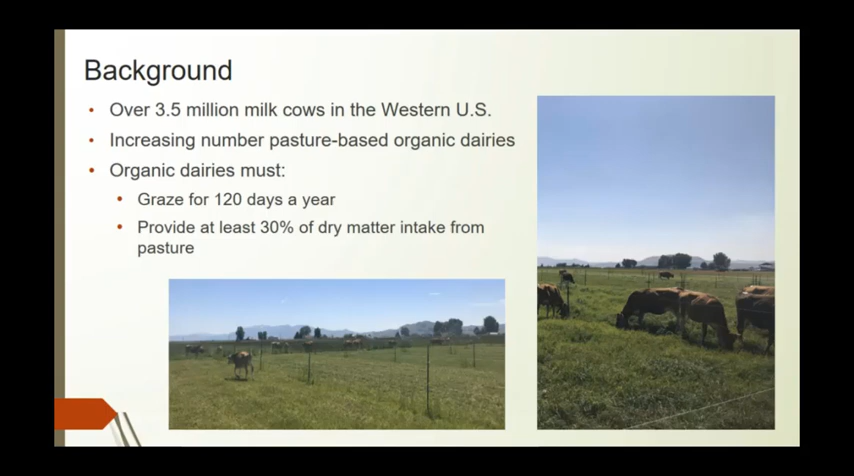 Background
Over 3.5 million milk cows in the Western U.S.
Increasing number pasture-based organic dairies
Organic dairies must:
Graze for 120 days a year
Provide at least 30% of dry matter intake from
pasture